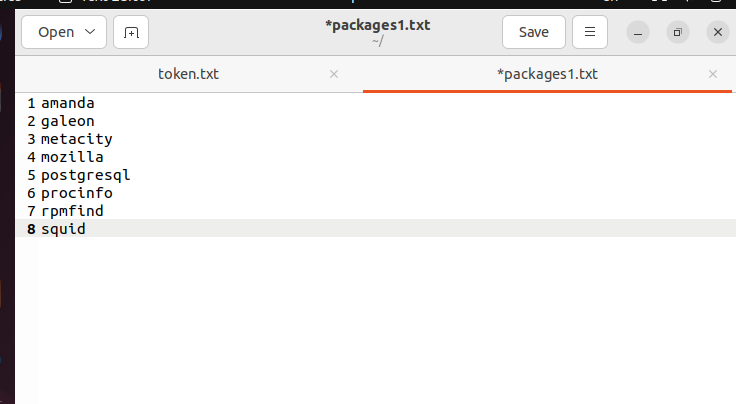 Open
*packages1.txt
~/
Save
token.txt
*packages1.txt
1 amanda
2 galeon
3 metacity
4 mozilla
5 postgresql
6 procinfo
7 rpmfind
8 squid